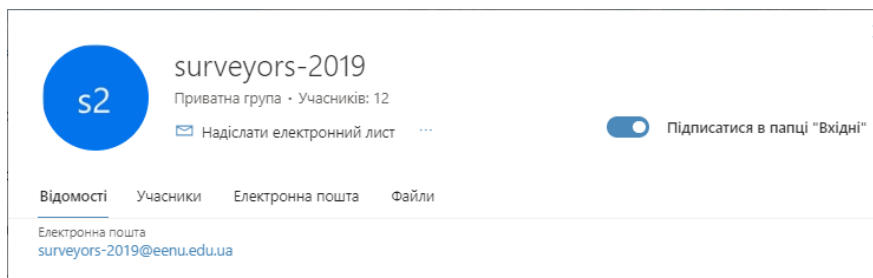 s2
surveyors-2019
Приватна група • Учасників: 12
Надіслати електронний лист ···
Підписатися в папці "Вхідні"
Відомості Учасники Електронна пошта Файли
Електронна пошта
surveyors-2019@eenu.edu.ua